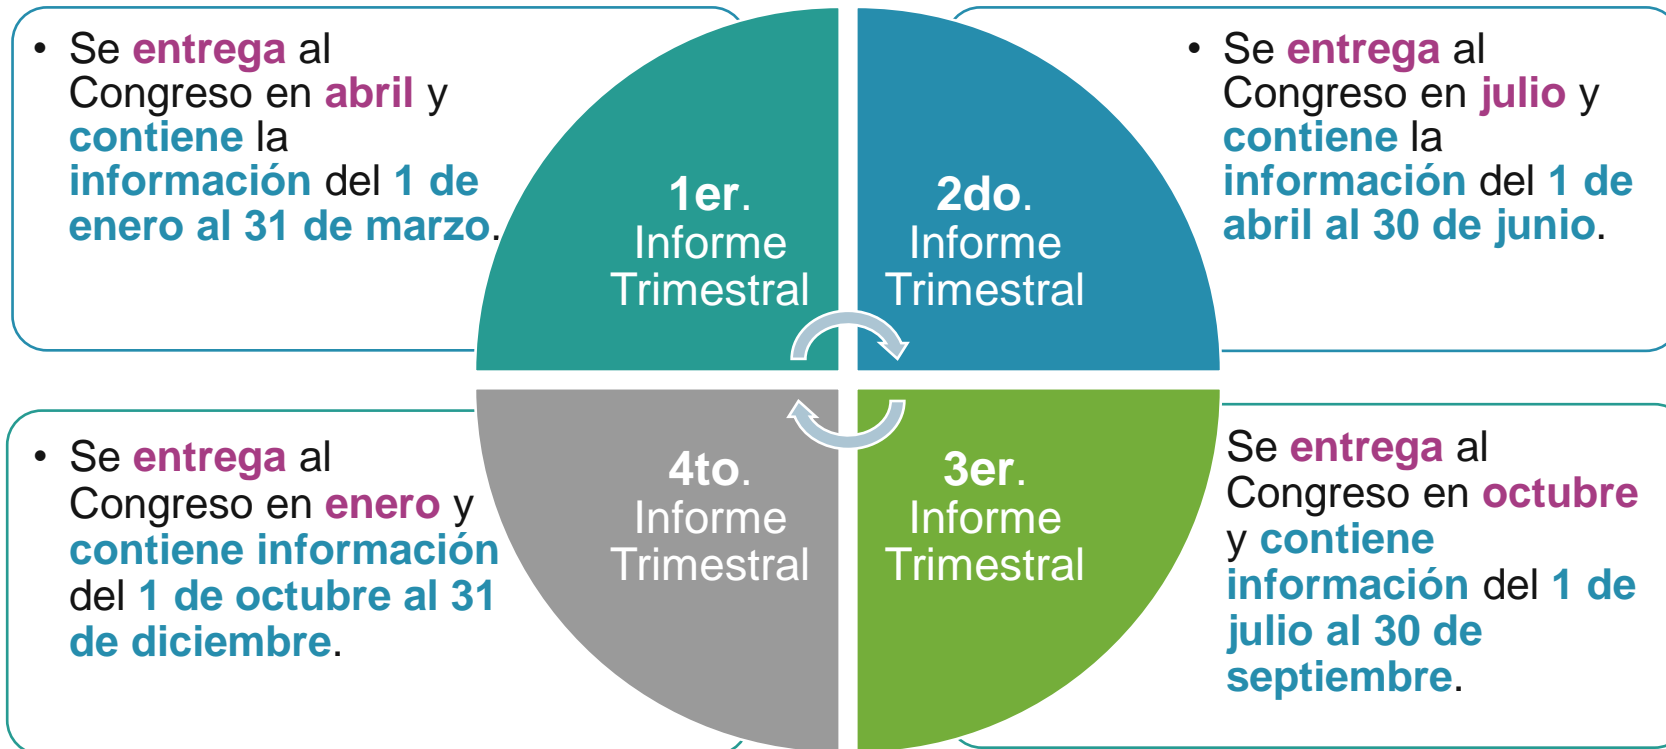 • Se entrega al
Congreso en abril y
contiene la
información del 1 de
enero al 31 de marzo.
1er.
Informe
Trimestral
2do.
Informe
Trimestral
• Se entrega al
Congreso en julio y
contiene la
información del 1 de
abril al 30 de junio.
• Se entrega al
Congreso en enero y
contiene información
del 1 de octubre al 31
de diciembre.
4to.
Informe
Trimestral
3er.
Informe
Trimestral
Se entrega al
Congreso en octubre
y contiene
información del 1 de
julio al 30 de
septiembre.